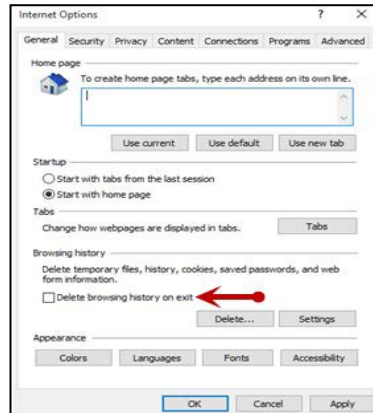 Internet Options ? ×
General Security Privacy Content Connections Programs Advanced
Home page
To create home page tabs, type each address on its own line.
Use current Use default Use new tab
Startup
Start with tabs from the last session
Start with home page
Tabs
Change how webpages are displayed in tabs. Tabs
Browsing history
Delete temporary files, history, cookies, saved passwords, and web
form information.
Delete browsing history on exit
Delete... Settings
Appearance
Colors Languages Fonts Accessibility
OK Cancel Apply